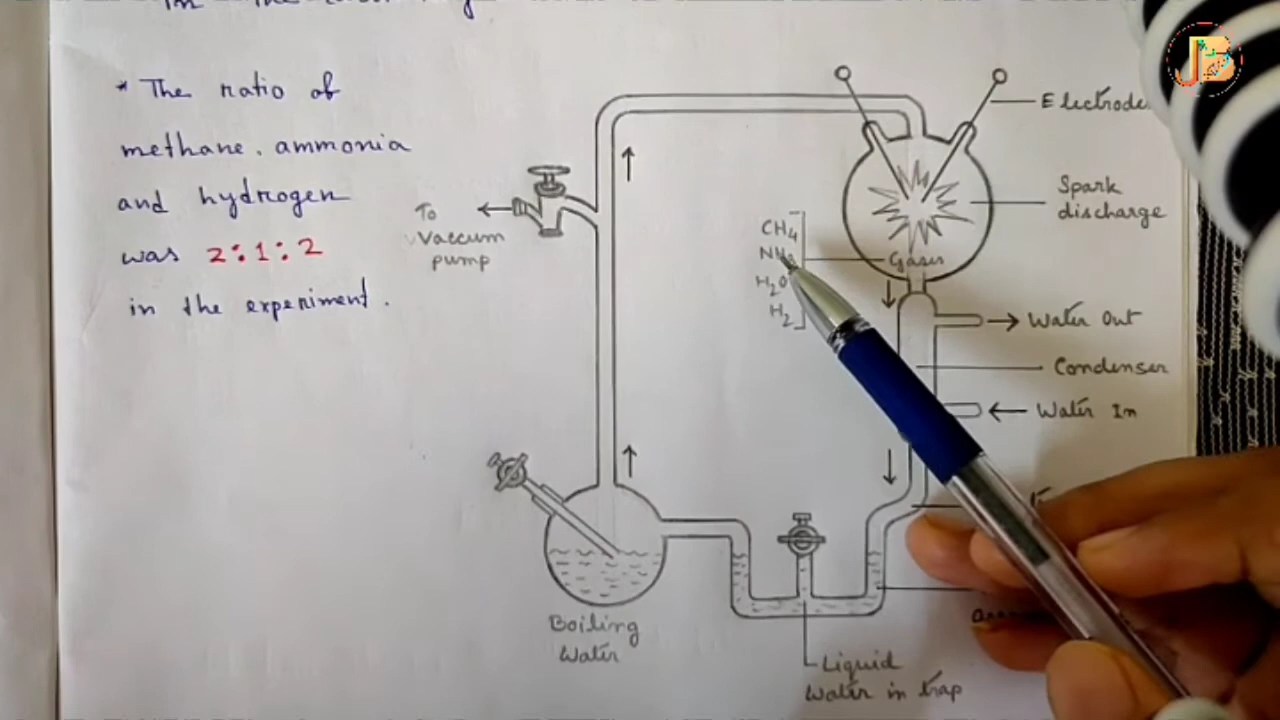 * The ratio of
methane, ammonia
and hydrogen
was 2:1:2
in the experiment.
To
Vaccum
pump
CH4
H2O
H2
Gases
Electrode
Spark
discharge
Water Out
Condenser
Water In
Boiling
Water
Liquid
Water in trap
JB